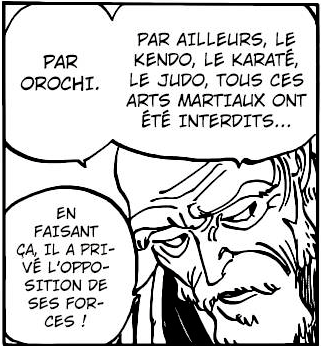 PAR AILLEURS, LE
KENDO, LE KARATÉ,
LE JUDO, TOUS CES
ARTS MARTIAUX ONT
ÉTÉ INTERDITS...
PAR
OROCHI.
EN
FAISANT
ÇA, IL A PRI-
VÉ L'OPPO-
SITION DE
SES FOR-
CES !